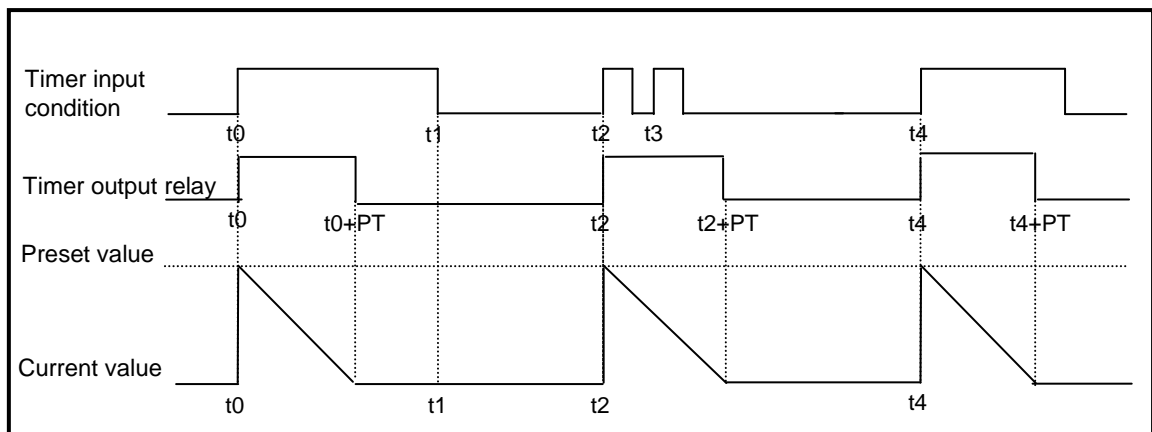 Timer input
condition
t0 t1 t2 t3 t4
Timer output relay
t0 t0+PT t2 t2+PT t4 t4+PT
Preset value
Current value
t0 t1 t2 t4